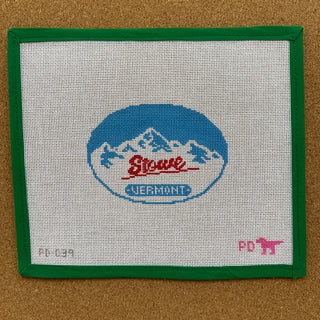 Stowe
·VERMONT·
PD
PD-039